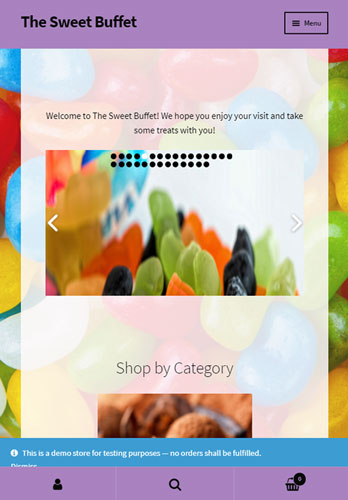 The Sweet Buffet
Menu
Welcome to The Sweet Buffet! We hope you enjoy your visit and take
some treats with you!
Shop by Category
This is a demo store for testing purposes — no orders shall be fulfilled.
Dismiss
0